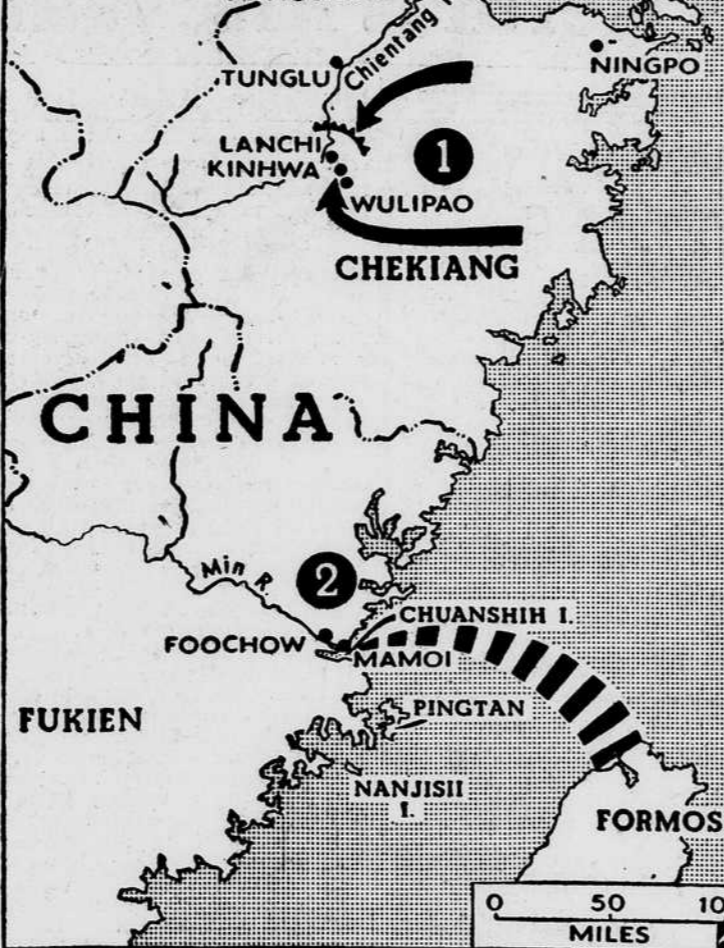 Chientang
TUNGLU
NINGPO
LANCHI
KINHWA
1
WULIPAO
CHEKIANG
CHINA
Min R.
2
CHUANSHIH I.
FOOCHOW
MAMOI
PINGTAN
FUKIEN
NANJISII
I.
FORMOS
0 50 10
MILES